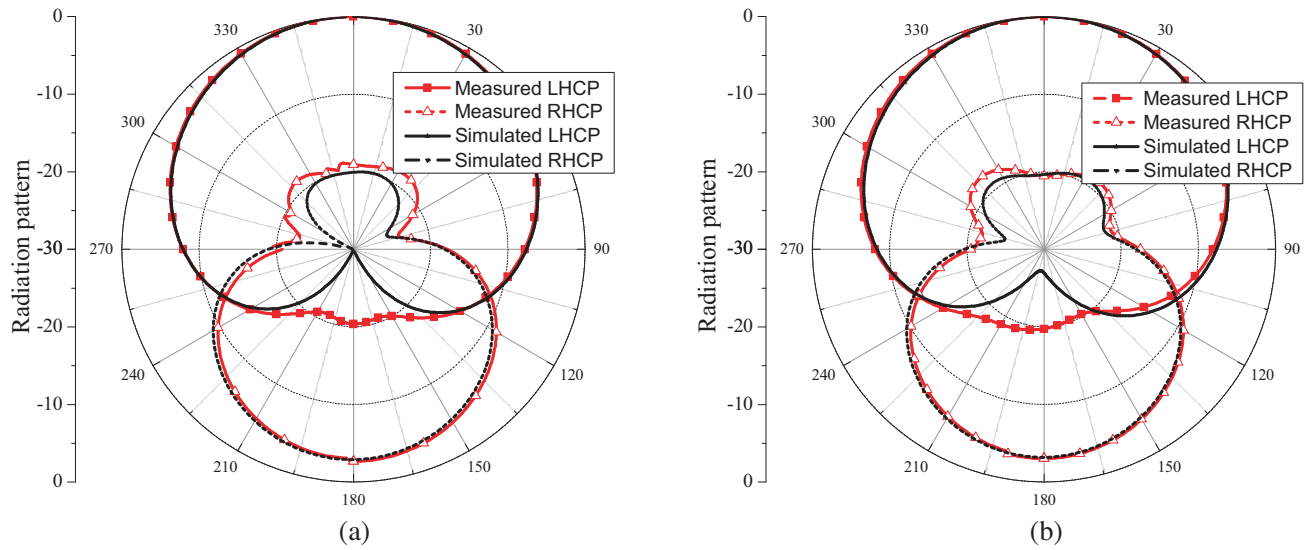 0
-10
-20
-30
-20
-10
0
Radiation pattern
330
30
300
270
90
240
120
210
150
180
Measured LHCP
Measured RHCP
Simulated LHCP
Simulated RHCP
(a)
0
-10
-20
-30
-20
-10
0
Radiation pattern
330
30
300
270
90
240
120
210
150
180
Measured LHCP
Measured RHCP
Simulated LHCP
Simulated RHCP
(b)